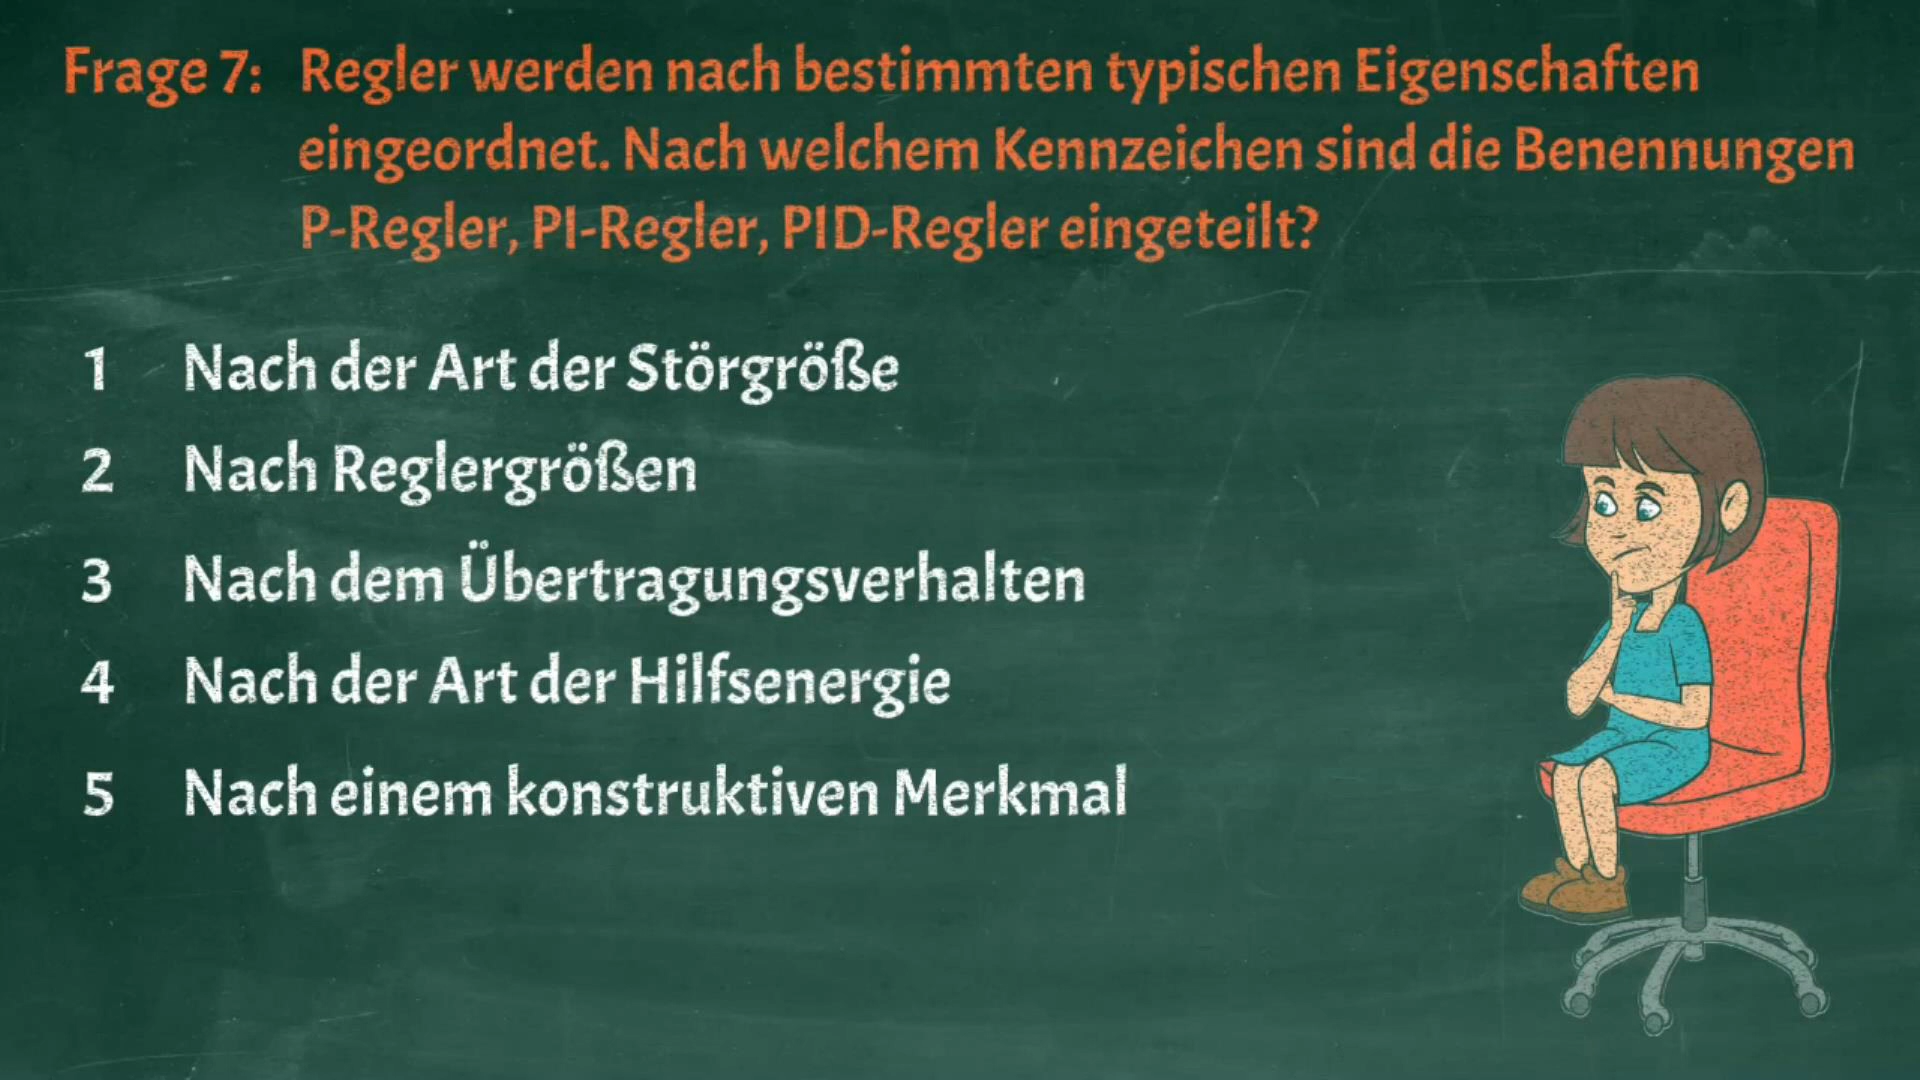 Frage 7: Regler werden nach bestimmten typischen Eigenschaften
eingeordnet. Nach welchem Kennzeichen sind die Benennungen
P-Regler, PI-Regler, PID-Regler eingeteilt?
1 Nach der Art der Störgröße
2 Nach Reglergrößen
3 Nach dem Übertragungsverhalten
4 Nach der Art der Hilfsenergie
5 Nach einem konstruktiven Merkmal